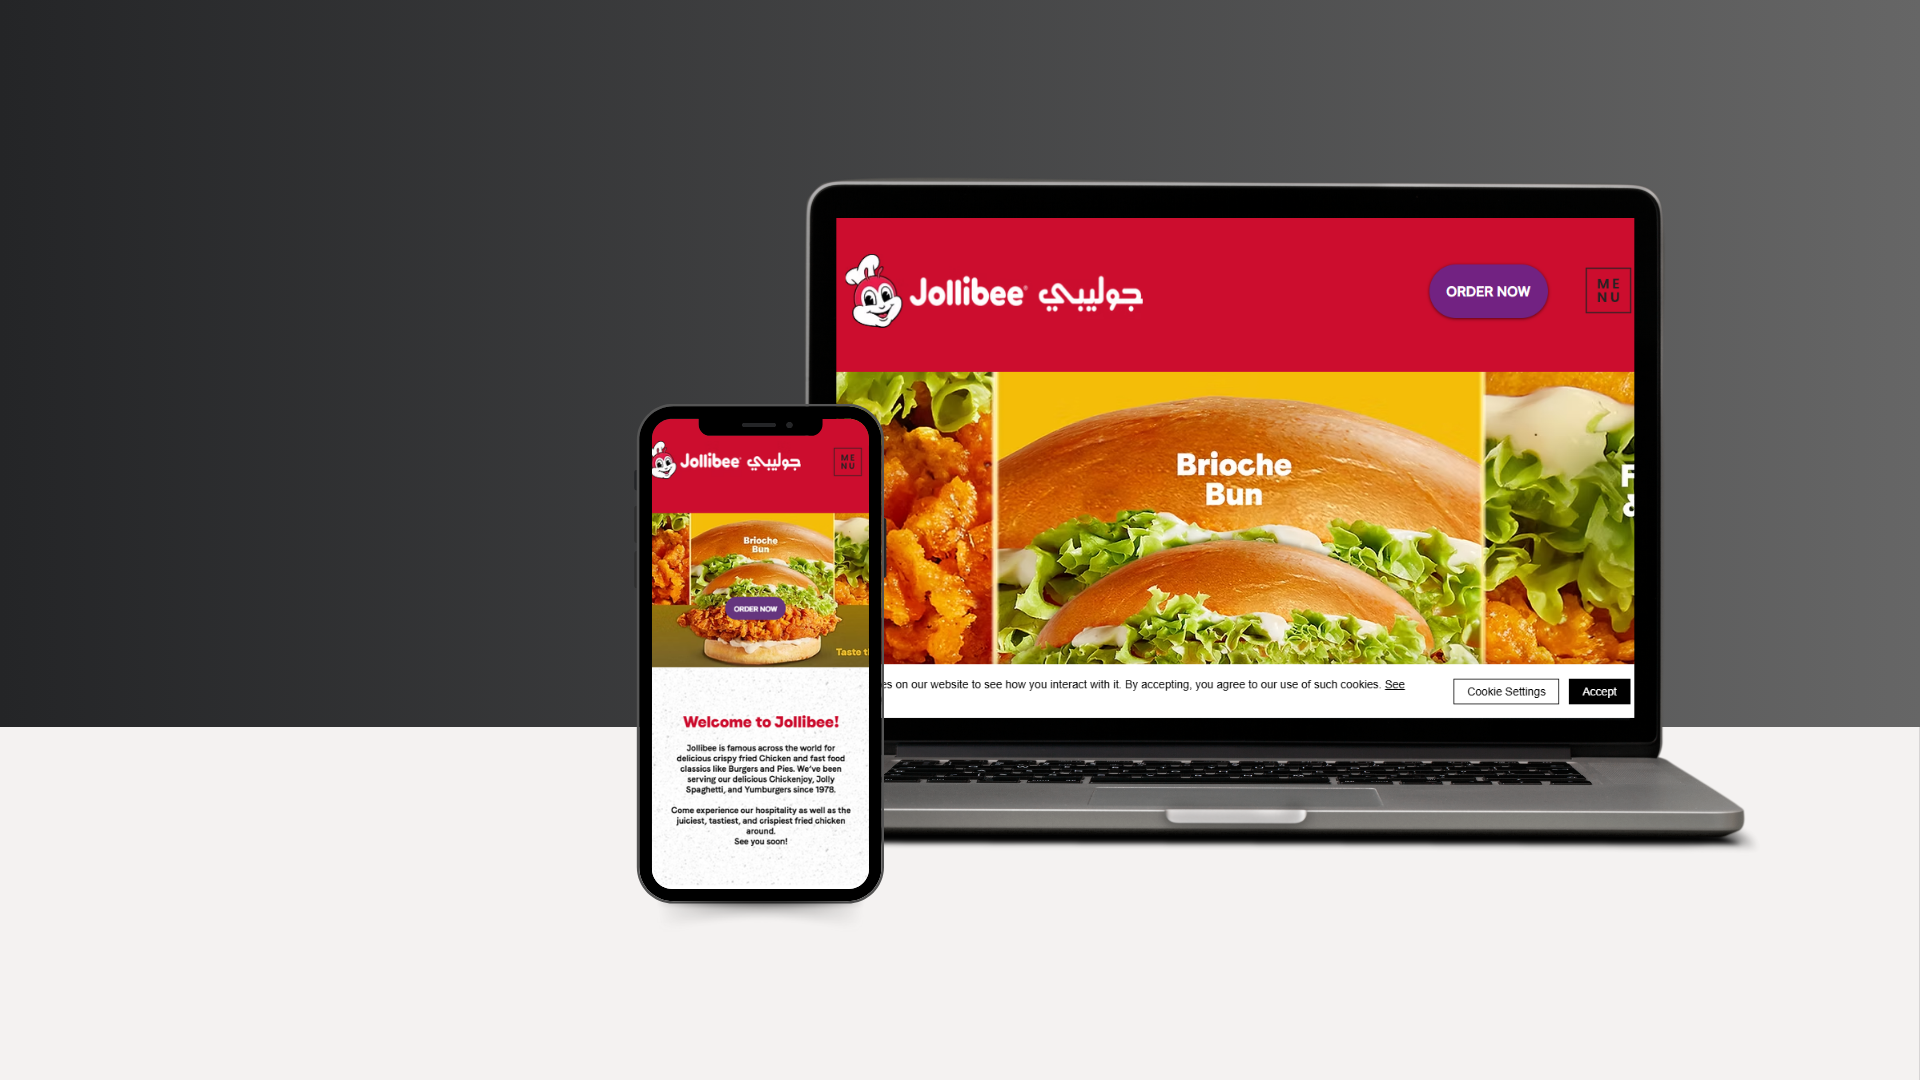 Jollibee جوليبي
ORDER NOW
ME
NU
Brioche
Bun
es on our website to see how you interact with it. By accepting, you agree to our use of such cookies. See
Cookie Settings
Accept
Jollibee جوليبي
ME
NU
Brioche
Bun
ORDER NOW
Taste
Welcome to Jollibee!
Jollibee is famous across the world for
delicious crispy fried Chicken and fast food
classics like Burgers and Pies. We've been
serving our delicious Chickenjoy, Jolly
Spaghetti, and Yumburgers since 1978.
Come experience our hospitality as well as the
juiciest, tastiest, and crispiest fried chicken
around.
See you soon!